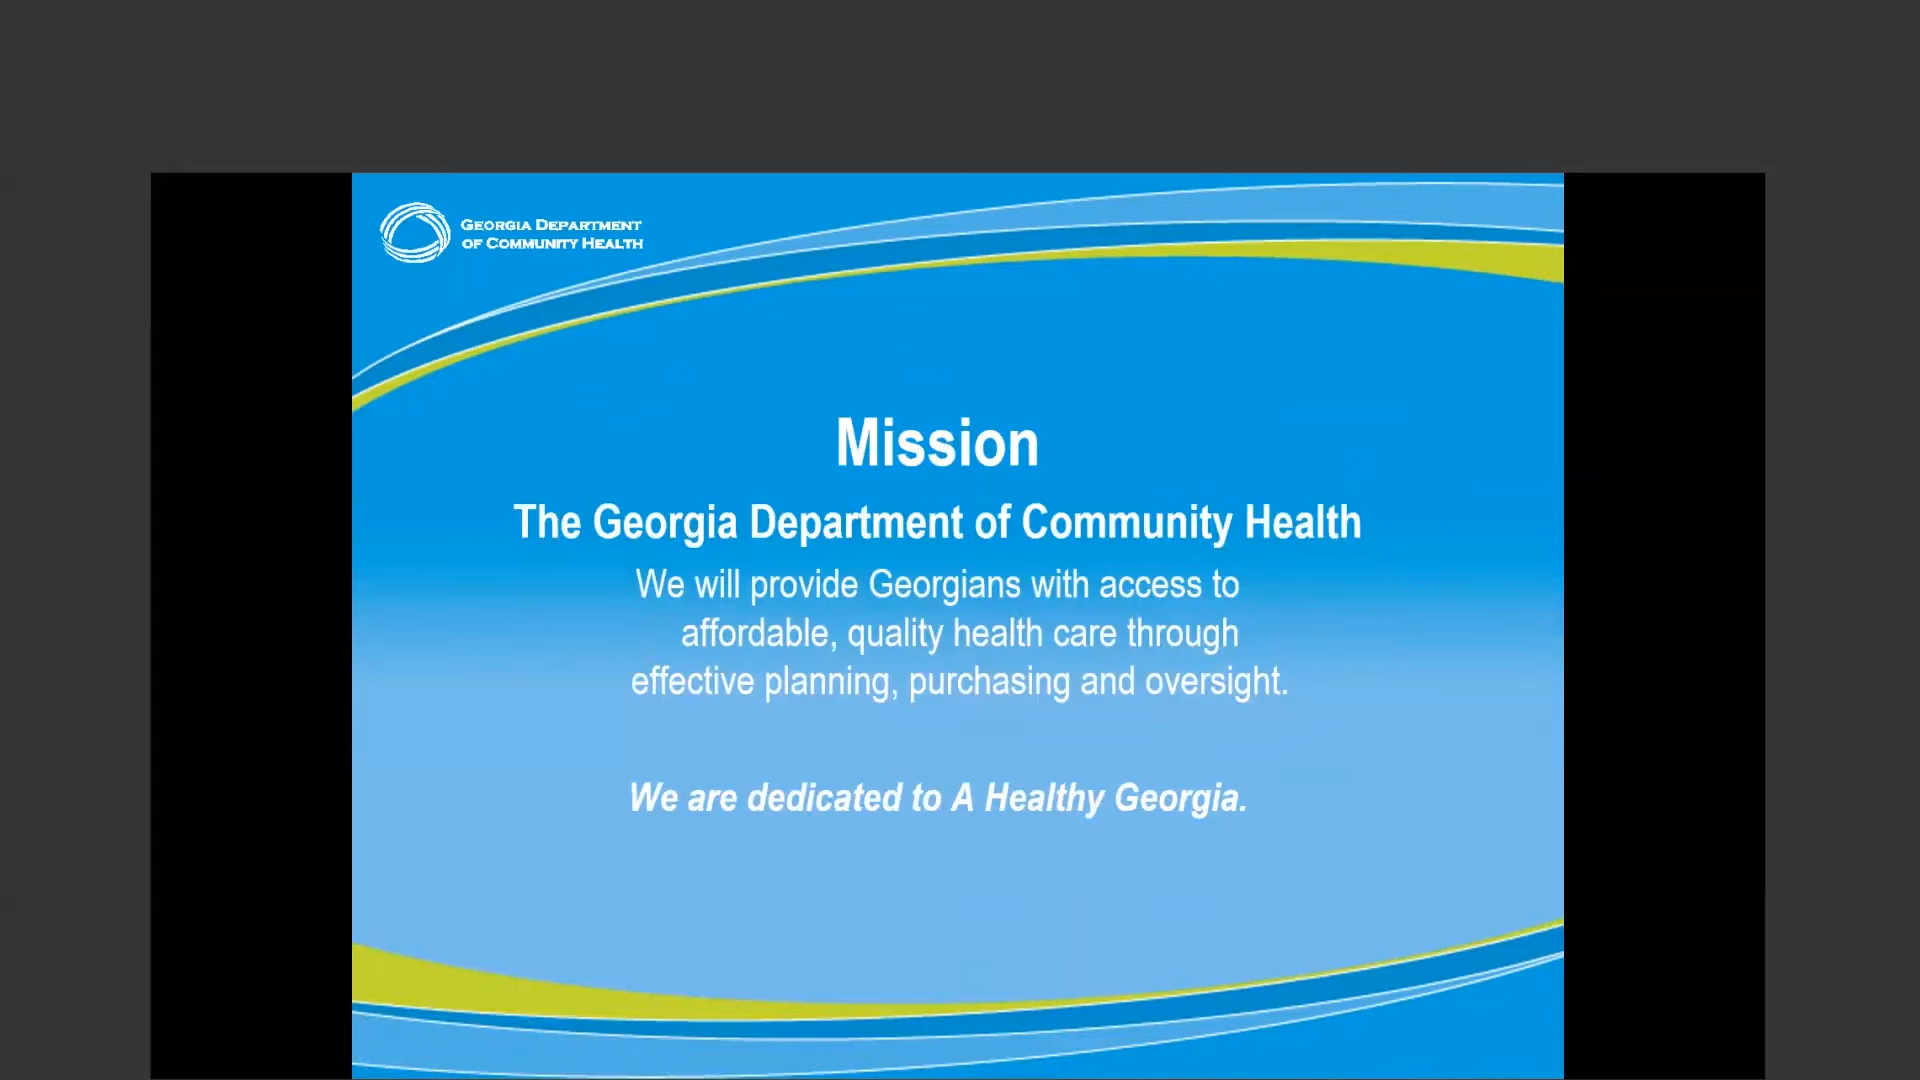 GEORGIA DEPARTMENT
OF COMMUNITY HEALTH
Mission
The Georgia Department of Community Health
We will provide Georgians with access to
affordable, quality health care through
effective planning, purchasing and oversight.
We are dedicated to A Healthy Georgia.